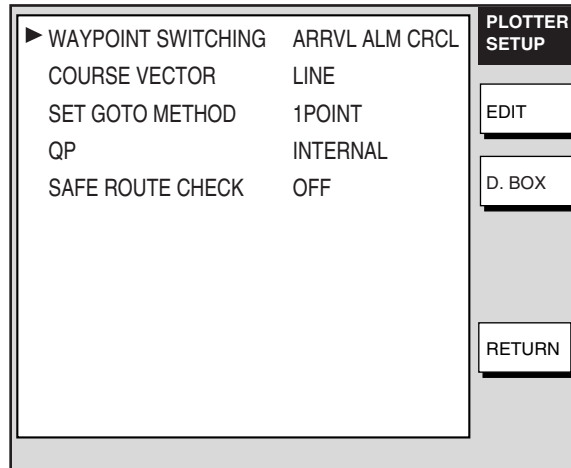 WAYPOINT SWITCHING ARRVL ALM CRCL
COURSE VECTOR LINE
SET GOTO METHOD 1POINT
QP INTERNAL
SAFE ROUTE CHECK OFF
PLOTTER
SETUP
EDIT
D. BOX
RETURN